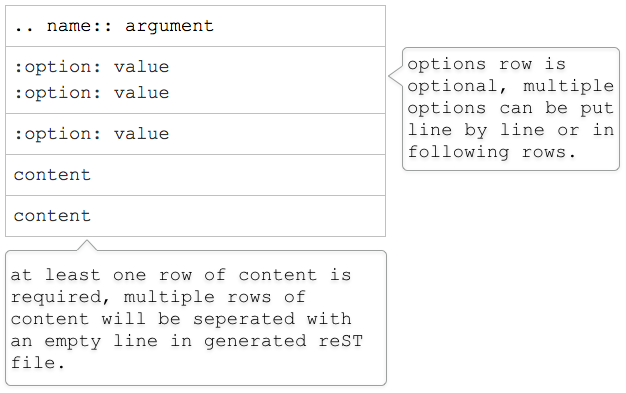 .. name:: argument
:option: value
:option: value
:option: value
content
content
options row is
optional, multiple
options can be put
line by line or in
following rows.
at least one row of content is
required, multiple rows of
content will be seperated with
an empty line in generated reST
file.